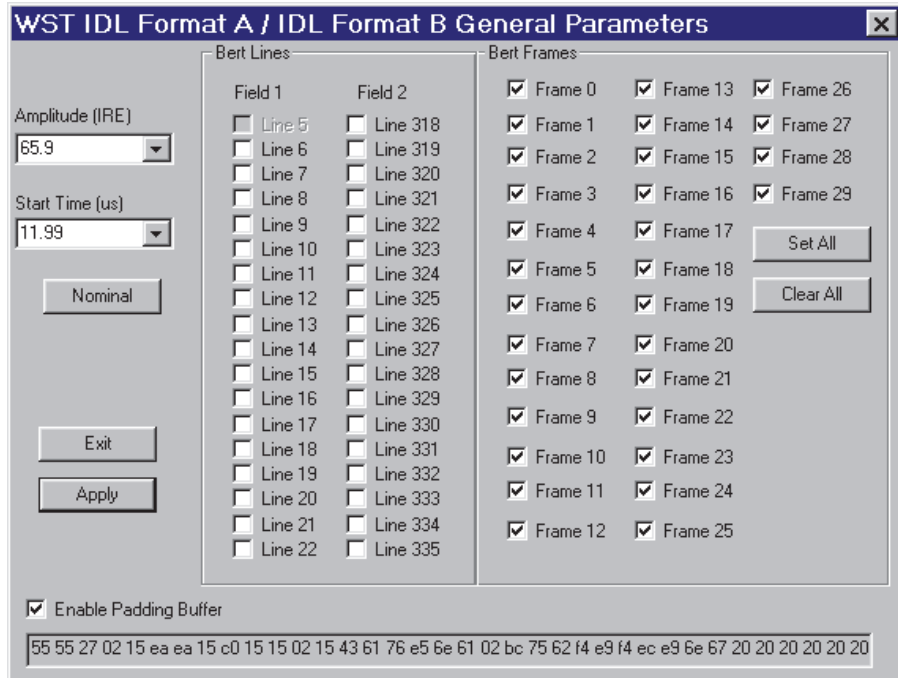 WST IDL Format A / IDL Format B General Parameters
Amplitude (IRE)
65.9
Start Time (us)
11.99
Nominal
Exit
Apply
Bert Lines
Field 1 Field 2
Line 5 Line 318
Line 6 Line 319
Line 7 Line 320
Line 8 Line 321
Line 9 Line 322
Line 10 Line 323
Line 11 Line 324
Line 12 Line 325
Line 13 Line 326
Line 14 Line 327
Line 15 Line 328
Line 16 Line 329
Line 17 Line 330
Line 18 Line 331
Line 19 Line 332
Line 20 Line 333
Line 21 Line 334
Line 22 Line 335
Bert Frames
Frame 0 Frame 13 Frame 26
Frame 1 Frame 14 Frame 27
Frame 2 Frame 15 Frame 28
Frame 3 Frame 16 Frame 29
Frame 4 Frame 17
Frame 5 Frame 18
Frame 6 Frame 19
Frame 7 Frame 20
Frame 8 Frame 21
Frame 9 Frame 22
Frame 10 Frame 23
Frame 11 Frame 24
Frame 12 Frame 25
Set All
Clear All
Enable Padding Buffer
55 55 27 02 15 ea ea 15 c0 15 15 02 15 43 61 76 e5 6e 61 02 bc 75 62 f4 e9 f4 ec e9 6e 67 20 20 20 20 20 20